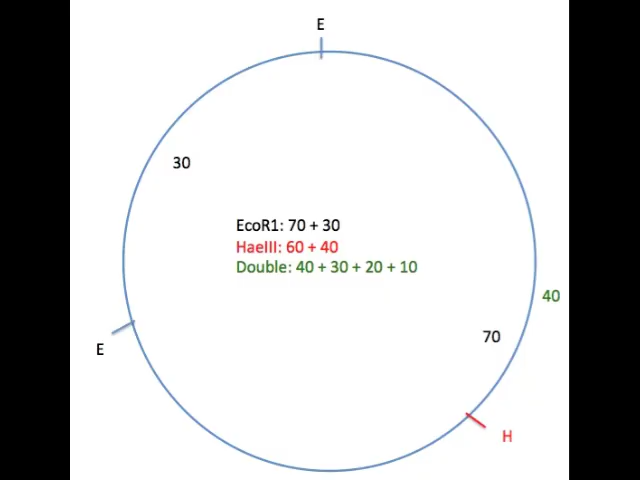 E
30
EcoR1: 70 + 30
HaeIII: 60 + 40
Double: 40 + 30 + 20 + 10
40
70
E
H